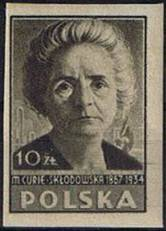 10 ZŁ
M. CURIE-SKŁODOWSKA 1867-1934
POLSKA